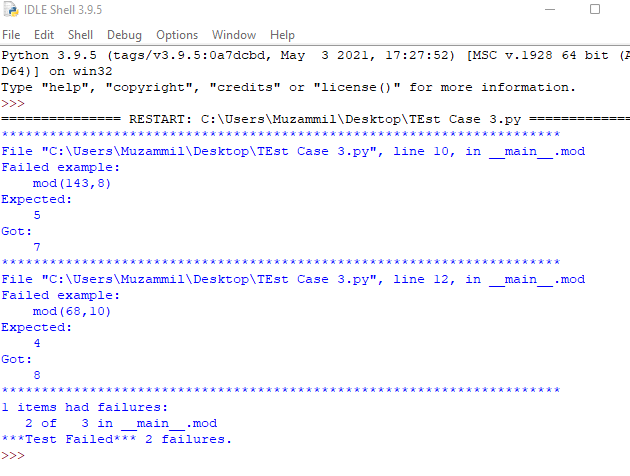 IDLE Shell 3.9.5
File Edit Shell Debug Options Window Help
Python 3.9.5 (tags/v3.9.5:0a7dcbd, May  3 2021, 17:27:52) [MSC v.1928 64 bit (A
D64)] on win32
Type "help", "copyright", "credits" or "license()" for more information.
>>>
=============== RESTART: C:\Users\Muzammil\Desktop\TEst Case 3.py =============
**********************************************************************
File "C:\Users\Muzammil\Desktop\TEst Case 3.py", line 10, in __main__.mod
Failed example:
    mod(143,8)
Expected:
    5
Got:
    7
**********************************************************************
File "C:\Users\Muzammil\Desktop\TEst Case 3.py", line 12, in __main__.mod
Failed example:
    mod(68,10)
Expected:
    4
Got:
    8
**********************************************************************
1 items had failures:
   2 of   3 in __main__.mod
***Test Failed*** 2 failures.
>>>